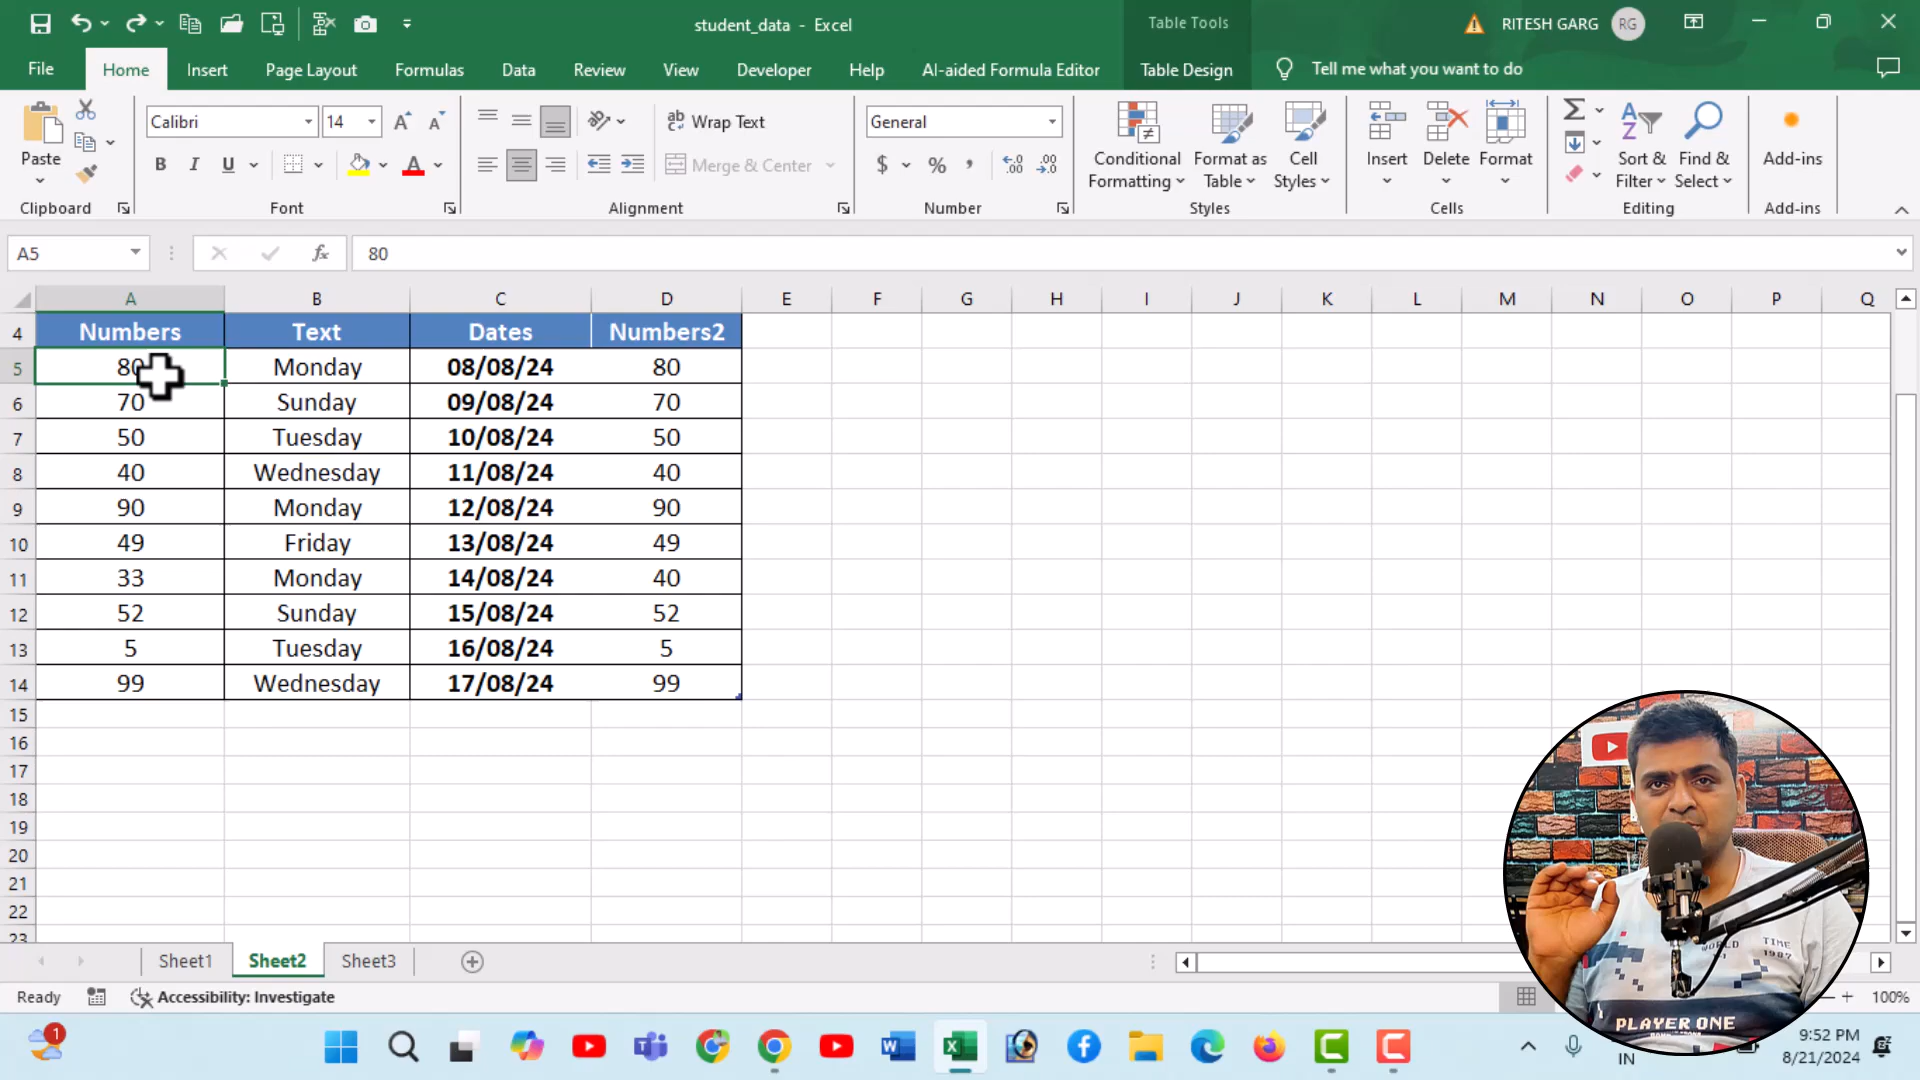 student_data - Excel
Table Tools
RITESH GARG
RG
File
Home
Insert
Page Layout
Formulas
Data
Review
View
Developer
Help
AI-aided Formula Editor
Table Design
Tell me what you want to do
Paste
Calibri
14
Wrap Text
Merge & Center
General
Conditional Formatting
Format as Table
Cell Styles
Insert
Delete
Format
Sort & Filter
Find & Select
Add-ins
Clipboard
Font
Alignment
Number
Styles
Cells
Editing
Add-ins
A5
fx
80
A B C D E F G H I J K L M N O P Q
4 Numbers Text Dates Numbers2
5 80 Monday 08/08/24 80
6 70 Sunday 09/08/24 70
7 50 Tuesday 10/08/24 50
8 40 Wednesday 11/08/24 40
9 90 Monday 12/08/24 90
10 49 Friday 13/08/24 49
11 33 Monday 14/08/24 40
12 52 Sunday 15/08/24 52
13 5 Tuesday 16/08/24 5
14 99 Wednesday 17/08/24 99
15
16
17
18
19
20
21
22
23
Sheet1
Sheet2
Sheet3
Ready
Accessibility: Investigate
100%
WORLD TIME
1987
PLAYER ONE
1
IN
9:52 PM
8/21/2024